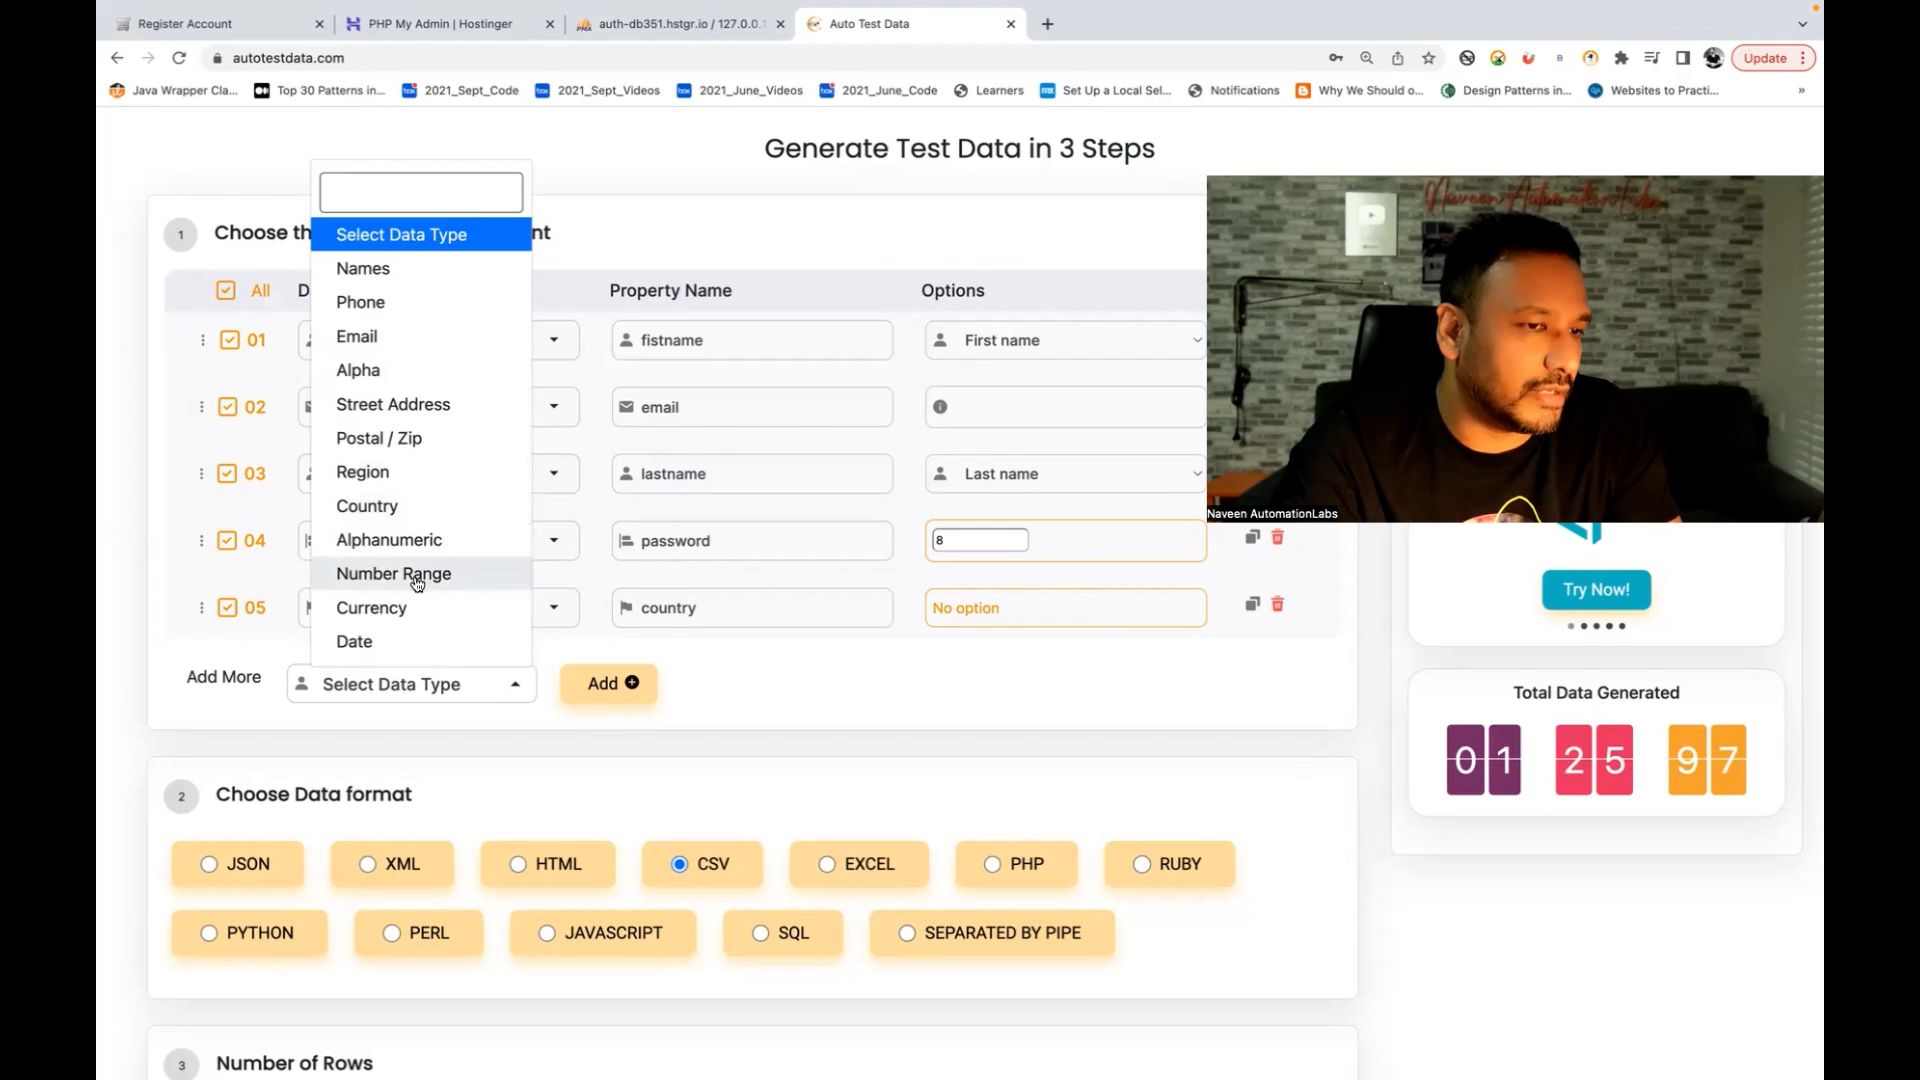 Register Account
PHP My Admin | Hostinger
auth-db351.hstgr.io / 127.0.0.1
Auto Test Data
autotestdata.com
Update
Java Wrapper Cla...
Top 30 Patterns in...
2021_Sept_Code
2021_Sept_Videos
2021_June_Videos
2021_June_Code
Learners
Set Up a Local Sel...
Notifications
Why We Should o...
Design Patterns in...
Websites to Practi...
»
Generate Test Data in 3 Steps
1 Choose th nt
Select Data Type
Names
Phone
Email
Alpha
Street Address
Postal / Zip
Region
Country
Alphanumeric
Number Range
Currency
Date
All D Property Name Options
01 fistname First name
02 email
03 lastname Last name
04 password 8
05 country No option
Add More Select Data Type Add
Naveen AutomationLabs
Naveen AutomationLabs
Try Now!
Total Data Generated
01 25 97
2 Choose Data format
JSON XML HTML CSV EXCEL PHP RUBY
PYTHON PERL JAVASCRIPT SQL SEPARATED BY PIPE
3 Number of Rows